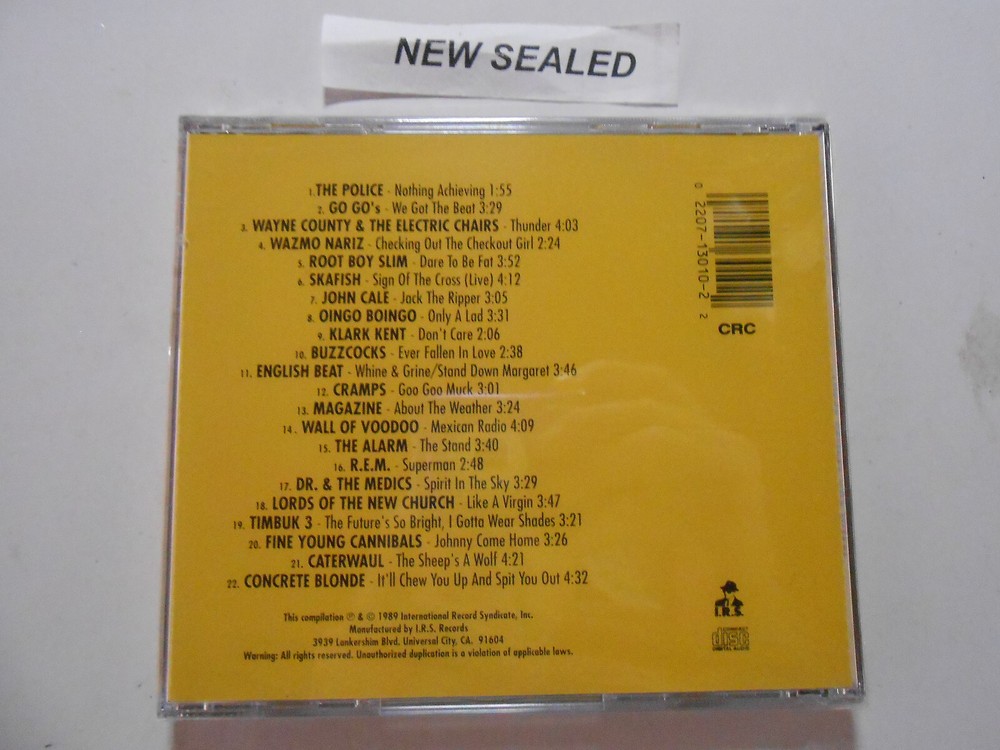 NEW SEALED
1. THE POLICE - Nothing Achieving 1:55
2. GO GO's - We Got The Beat 3:29
3. WAYNE COUNTY & THE ELECTRIC CHAIRS - Thunder 4:03
4. WAZMO NARIZ - Checking Out The Checkout Girl 2:24
5. ROOT BOY SLIM - Dare To Be Fat 3:52
6. SKAFISH - Sign Of The Cross (Live) 4:12
7. JOHN CALE - Jack The Ripper 3:05
8. OINGO BOINGO - Only A Lad 3:31
9. KLARK KENT - Don't Care 2:06
10. BUZZCOCKS - Ever Fallen In Love 2:38
11. ENGLISH BEAT - Whine & Grine/Stand Down Margaret 3:46
12. CRAMPS - Goo Goo Muck 3:01
13. MAGAZINE - About The Weather 3:24
14. WALL OF VOODOO - Mexican Radio 4:09
15. THE ALARM - The Stand 3:40
16. R.E.M. - Superman 2:48
17. DR. & THE MEDICS - Spirit In The Sky 3:29
18. LORDS OF THE NEW CHURCH - Like A Virgin 3:47
19. TIMBUK 3 - The Future's So Bright, I Gotta Wear Shades 3:21
20. FINE YOUNG CANNIBALS - Johnny Come Home 3:26
21. CATERWAUL - The Sheep's A Wolf 4:21
22. CONCRETE BLONDE - It'll Chew You Up And Spit You Out 4:32
This compilation ℗ & © 1989 International Record Syndicate, Inc.
Manufactured by I.R.S. Records
3939 Lankershim Blvd. Universal City, CA. 91604
Warning: All rights reserved. Unauthorized duplication is a violation of applicable laws.
0 2207-13010-2 2
CRC
I.R.S.
COMPACT
disc
DIGITAL AUDIO